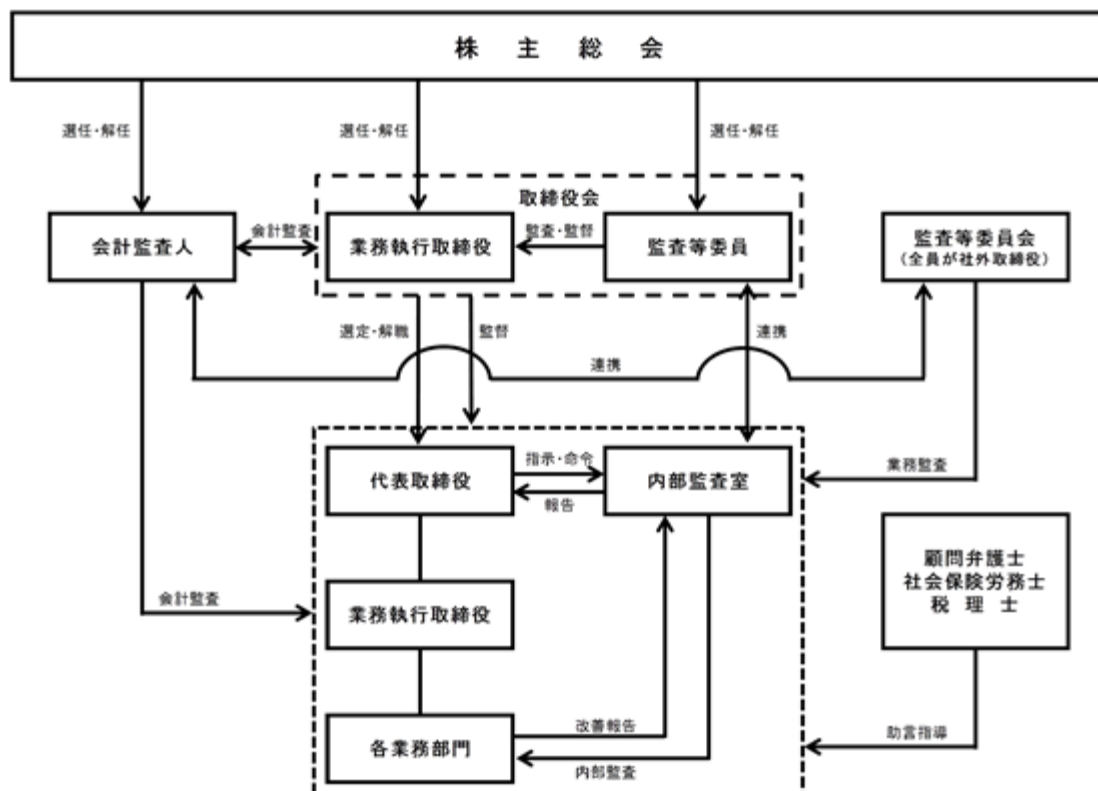 株主総会
選任・解任
選任・解任
選任・解任
取締役会
会計監査人
会計監査
業務執行取締役
監査・監督
監査等委員
監査等委員会
（全員が社外取締役）
選定・解職
監督
連携
連携
代表取締役
指示・命令
報告
内部監査室
業務監査
顧問弁護士
社会保険労務士
税理士
会計監査
業務執行取締役
各業務部門
改善報告
内部監査
助言指導